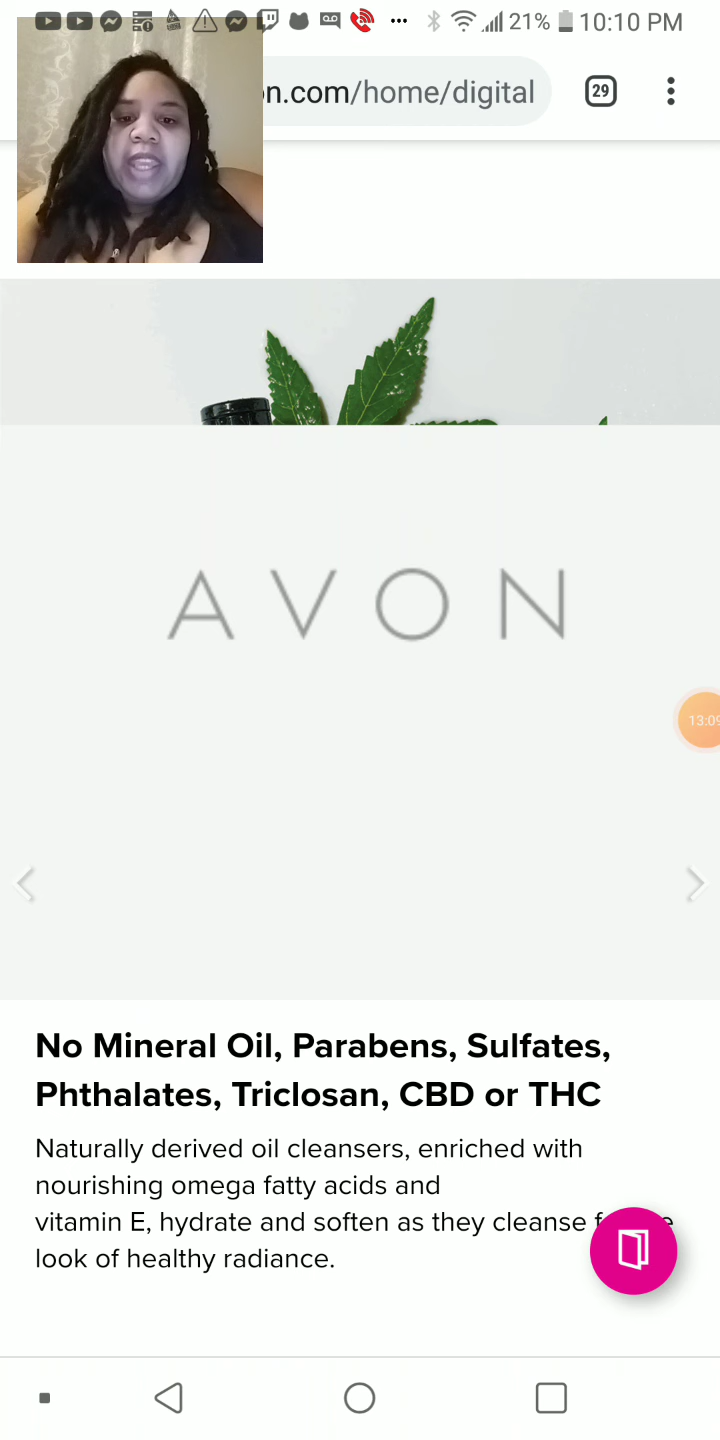 21% 10:10 PM
n.com/home/digital
29
AVON
13:09
No Mineral Oil, Parabens, Sulfates,
Phthalates, Triclosan, CBD or THC
Naturally derived oil cleansers, enriched with
nourishing omega fatty acids and
vitamin E, hydrate and soften as they cleanse
look of healthy radiance.